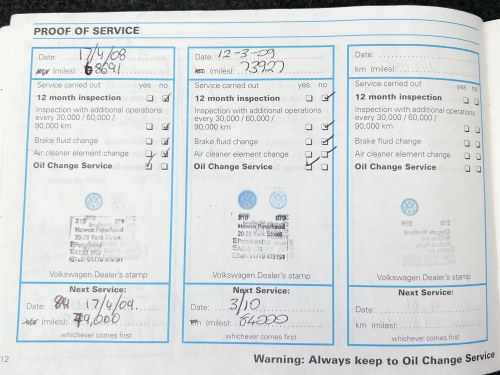 PROOF OF SERVICE
Date: 17/4/08
(miles): 68691
Service carried out yes no
12 month inspection
Inspection with additional operations
every 30,000 / 60,000 /
90,000 km
Brake fluid change
Air cleaner element change
Oil Change Service
Volkswagen Dealer's stamp
Next Service:
Date: 17/4/09.
(miles): 79,000
whichever comes first
Date: 12-3-09
(miles): 73927
Service carried out yes no
12 month inspection
Inspection with additional operations
every 30,000 / 60,000 /
90,000 km
Brake fluid change
Air cleaner element change
Oil Change Service
210 879
20-28 York Street
Volkswagen Dealer's stamp
Next Service:
Date: 3/10
km (miles): 84000
whichever comes first
Date:
km (miles):
Service carried out yes no
12 month inspection
Inspection with additional operations
every 30,000 / 60,000 /
90,000 km
Brake fluid change
Air cleaner element change
Oil Change Service
Volkswagen Dealer's stamp
Next Service:
Date:
km (miles):
whichever comes first
12
Warning: Always keep to Oil Change Service